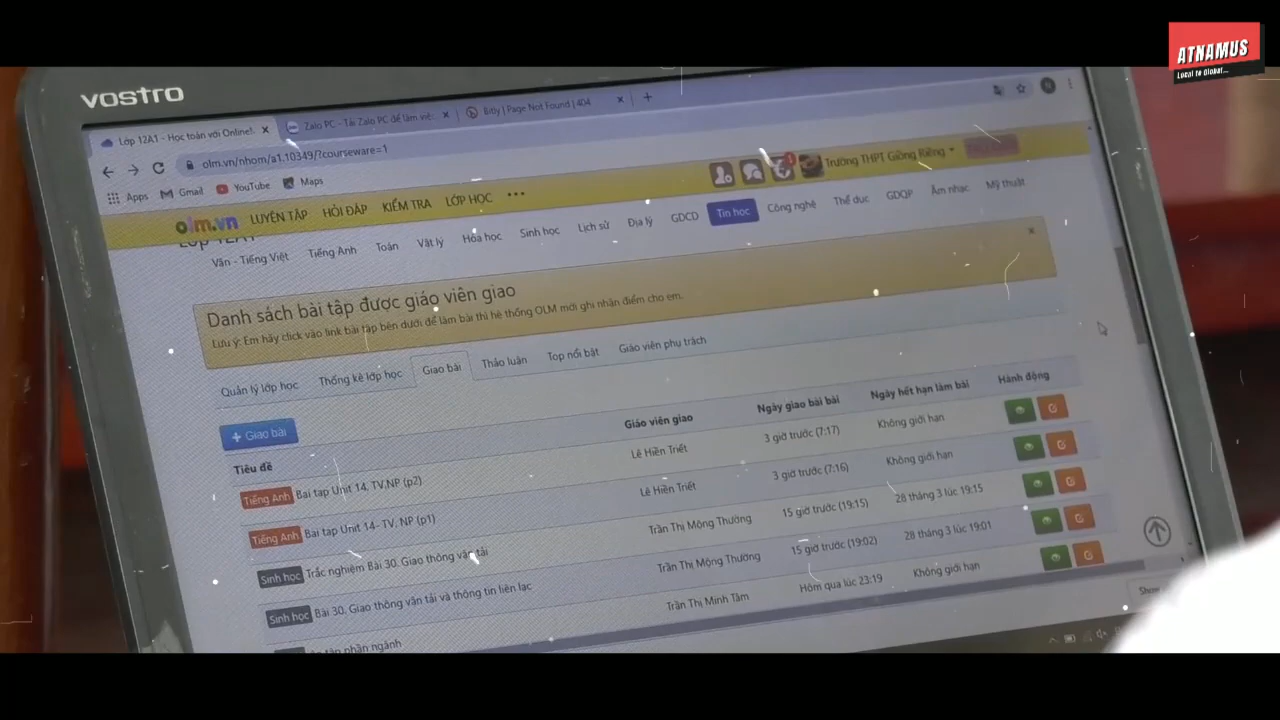 ATNAMUS
Local to Global...
vostro
Lớp 12A1 - Học toán với Online!
Zalo PC - Tải Zalo PC để làm việc
Bitly | Page Not Found | 404
olm.vn/nhom/a1.10349/?courseware=1
Apps Gmail YouTube Maps
olm.vn LUYỆN TẬP HỎI ĐÁP KIỂM TRA LỚP HỌC ••• 1 Trường THPT Giồng Riềng
Văn - Tiếng Việt Tiếng Anh Toán Vật lý Hóa học Sinh học Lịch sử Địa lý GDCD Tin học Công nghệ Thể dục GDQP Âm nhạc Mỹ thuật
Danh sách bài tập được giáo viên giao
Lưu ý: Em hãy click vào link bài tập bên dưới để làm bài thì hệ thống OLM mới ghi nhận điểm cho em.
Quản lý lớp học Thống kê lớp học Giao bài Thảo luận Top nổi bật Giáo viên phụ trách
+ Giao bài
Tiêu đề Giáo viên giao Ngày giao bài bài Ngày hết hạn làm bài Hành động
Tiếng Anh Bai tap Unit 14, TV,NP (p2) Lê Hiền Triết 3 giờ trước (7:17) Không giới hạn
Tiếng Anh Bai tap Unit 14- TV. NP (p1) Lê Hiền Triết 3 giờ trước (7:16) Không giới hạn
Sinh học Trắc nghiệm Bài 30. Giao thông vận tải Trần Thị Mộng Thường 15 giờ trước (19:15) 28 tháng 3 lúc 19:15
Sinh học Bài 30. Giao thông vận tải và thông tin liên lạc Trần Thị Mộng Thường 15 giờ trước (19:02) 28 tháng 3 lúc 19:01
tập phân ngành Trần Thị Minh Tâm Hôm qua lúc 23:19 Không giới hạn
Show